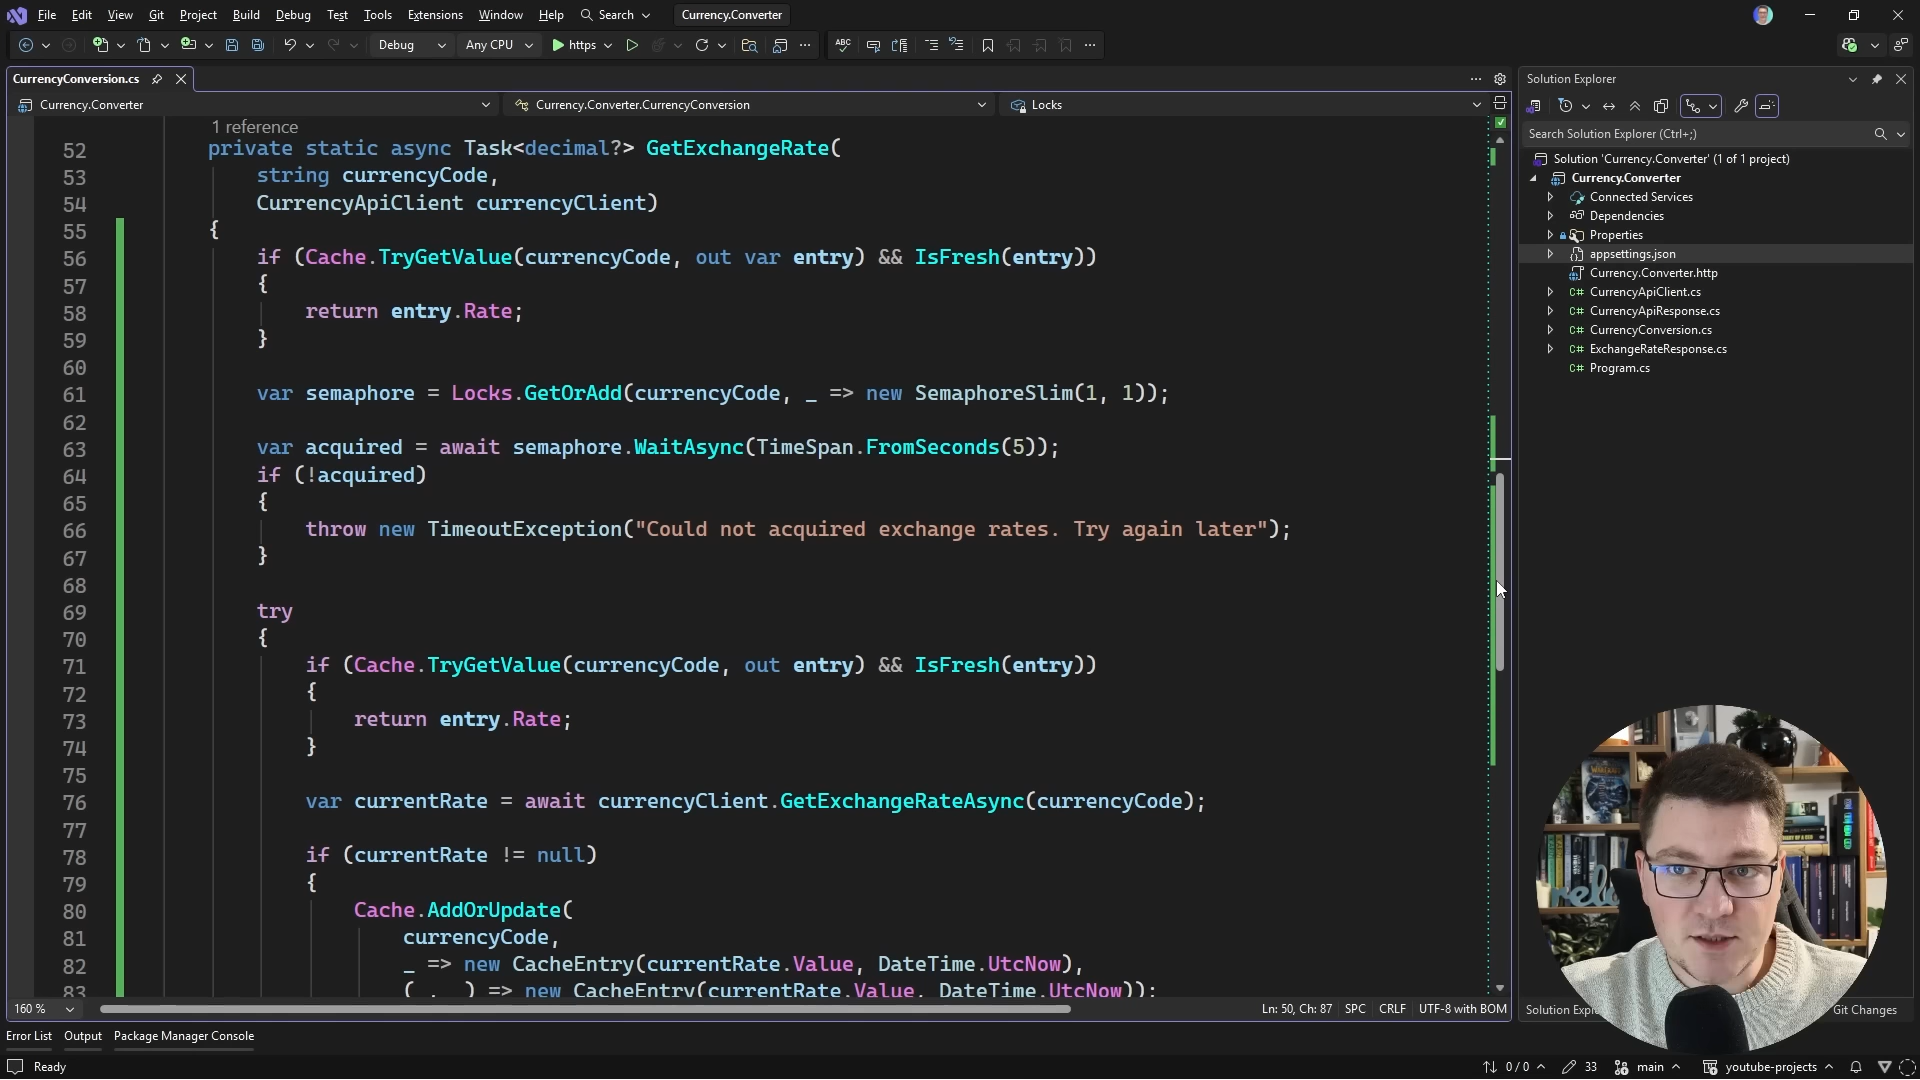 File Edit View Git Project Build Debug Test Tools Extensions Window Help Search Currency.Converter
Debug Any CPU https
CurrencyConversion.cs
Currency.Converter Currency.Converter.CurrencyConversion Locks
1 reference
52 private static async Task<decimal?> GetExchangeRate(
53 string currencyCode,
54 CurrencyApiClient currencyClient)
55 {
56 if (Cache.TryGetValue(currencyCode, out var entry) && IsFresh(entry))
57 {
58 return entry.Rate;
59 }
60
61 var semaphore = Locks.GetOrAdd(currencyCode, _ => new SemaphoreSlim(1, 1));
62
63 var acquired = await semaphore.WaitAsync(TimeSpan.FromSeconds(5));
64 if (!acquired)
65 {
66 throw new TimeoutException("Could not acquired exchange rates. Try again later");
67 }
68
69 try
70 {
71 if (Cache.TryGetValue(currencyCode, out entry) && IsFresh(entry))
72 {
73 return entry.Rate;
74 }
75
76 var currentRate = await currencyClient.GetExchangeRateAsync(currencyCode);
77
78 if (currentRate != null)
79 {
80 Cache.AddOrUpdate(
81 currencyCode,
82 _ => new CacheEntry(currentRate.Value, DateTime.UtcNow),
83 (_, _) => new CacheEntry(currentRate.Value, DateTime.UtcNow));
160 % Ln: 50, Ch: 87 SPC CRLF UTF-8 with BOM
Error List Output Package Manager Console
Ready
Solution Explorer
Search Solution Explorer (Ctrl+;)
Solution 'Currency.Converter' (1 of 1 project)
Currency.Converter
Connected Services
Dependencies
Properties
appsettings.json
Currency.Converter.http
C# CurrencyApiClient.cs
C# CurrencyApiResponse.cs
C# CurrencyConversion.cs
C# ExchangeRateResponse.cs
C# Program.cs
Solution Git Changes
0 / 0 33 main youtube-projects